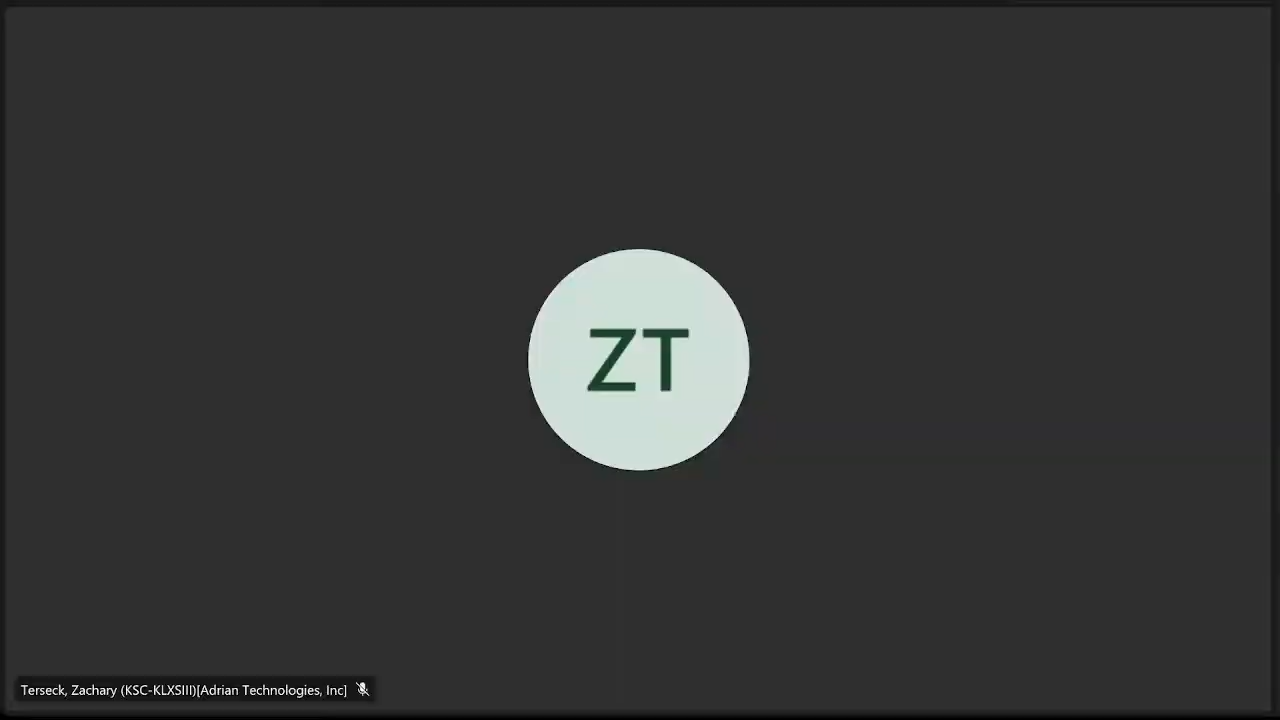 ZT
Terseck, Zachary (KSC-KLXSIII)[Adrian Technologies, Inc]